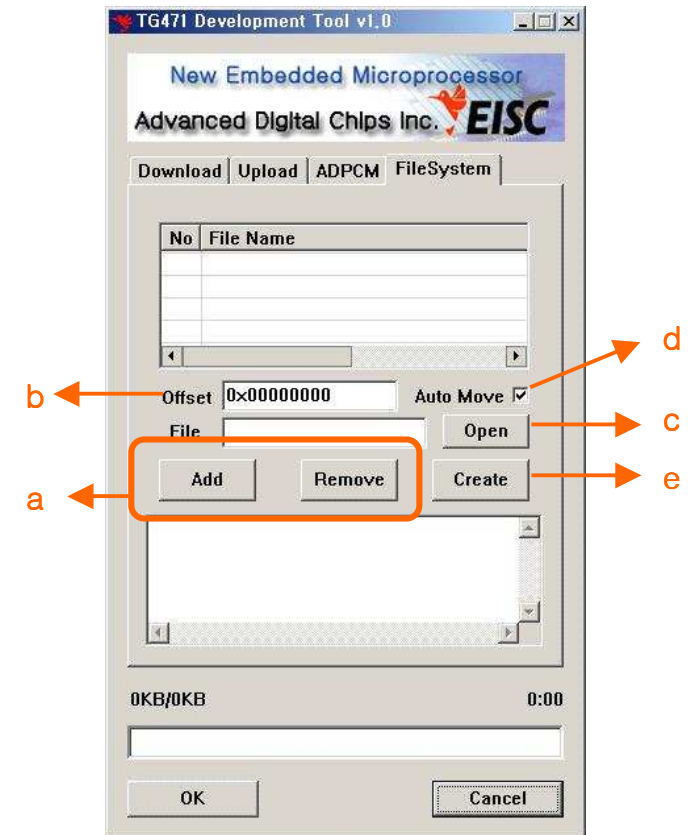 TG471 Development Tool v1.0
New Embedded Microprocessor
Advanced Digital Chips Inc. EISC
Download Upload ADPCM FileSystem
No File Name
d
b Offset 0x00000000 Auto Move
File Open c
Add Remove Create e
a
0KB/0KB 0:00
OK Cancel